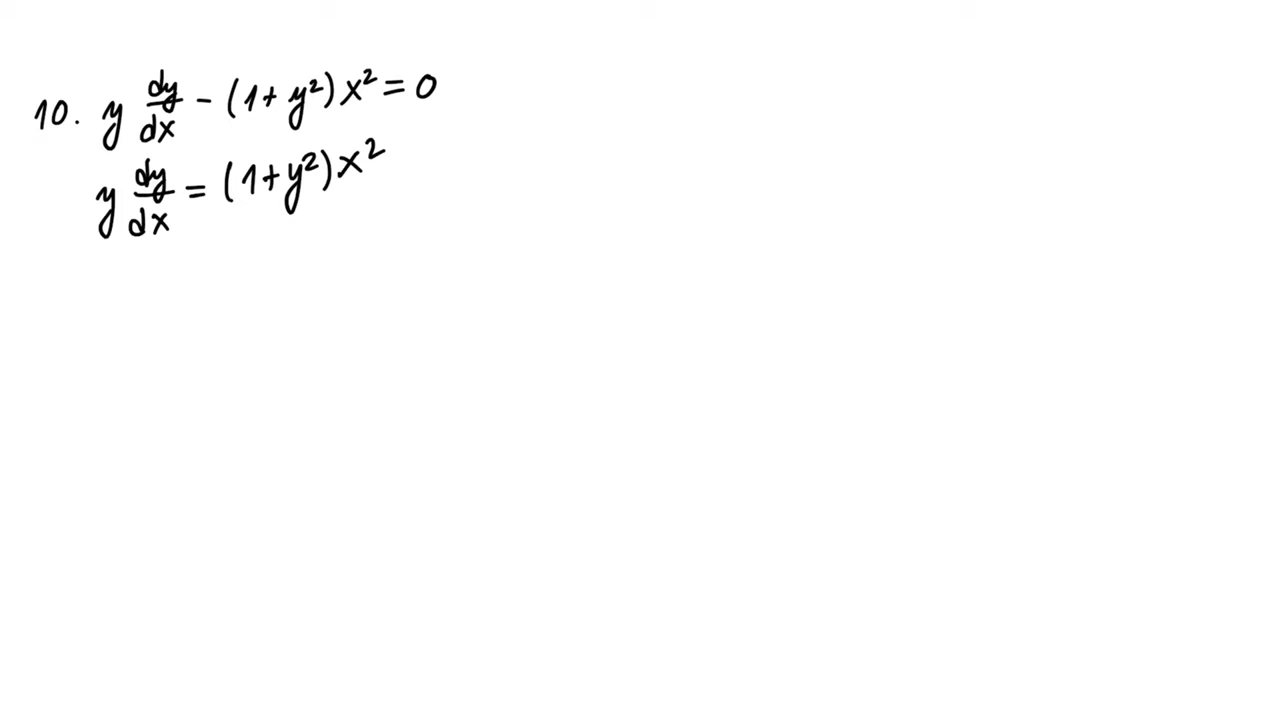 10. y dy/dx - (1 + y²) x² = 0
y dy/dx = (1 + y²) x²